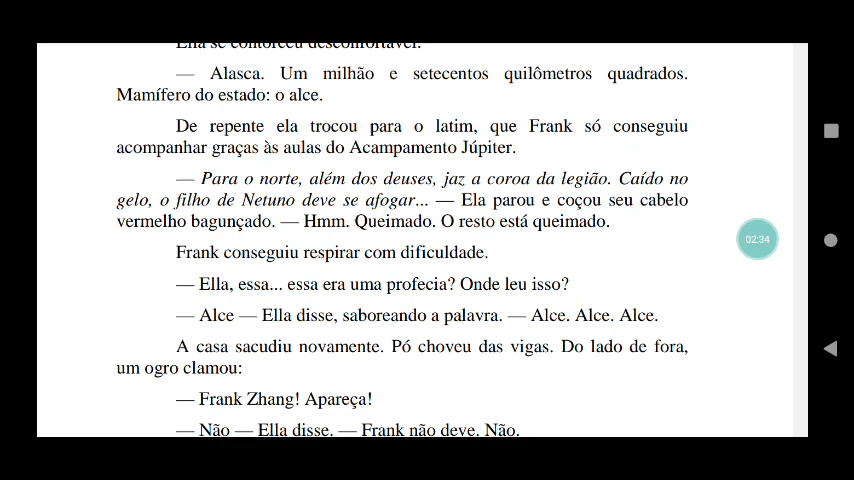 Ella se contorceu desconfortável.
— Alasca. Um milhão e setecentos quilômetros quadrados.
Mamífero do estado: o alce.
De repente ela trocou para o latim, que Frank só conseguiu
acompanhar graças às aulas do Acampamento Júpiter.
— Para o norte, além dos deuses, jaz a coroa da legião. Caído no
gelo, o filho de Netuno deve se afogar... — Ela parou e coçou seu cabelo
vermelho bagunçado. — Hmm. Queimado. O resto está queimado.
Frank conseguiu respirar com dificuldade.
— Ella, essa... essa era uma profecia? Onde leu isso?
— Alce — Ella disse, saboreando a palavra. — Alce. Alce. Alce.
A casa sacudiu novamente. Pó choveu das vigas. Do lado de fora,
um ogro clamou:
— Frank Zhang! Apareça!
— Não — Ella disse. — Frank não deve. Não.
02:34